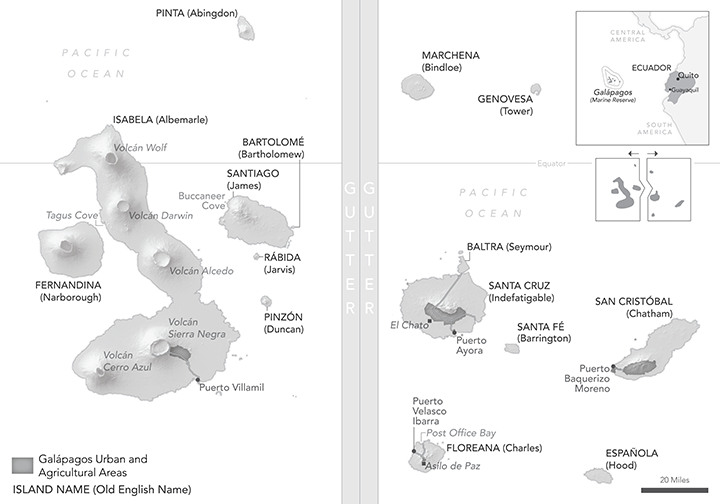 PINTA (Abingdon)
PACIFIC
OCEAN
ISABELA (Albemarle)
Volcán Wolf
BARTOLOMÉ
(Bartholomew)
SANTIAGO
(James)
Buccaneer
Cove
Tagus Cove
Volcán Darwin
FERNANDINA
(Narborough)
Volcán Alcedo
RÁBIDA
(Jarvis)
PINZÓN
(Duncan)
Volcán
Sierra Negra
Volcán
Cerro Azul
Puerto Villamil
Galápagos Urban and
Agricultural Areas
ISLAND NAME (Old English Name)
GUTTER
GUTTER
MARCHENA
(Bindloe)
GENOVESA
(Tower)
CENTRAL
AMERICA
ECUADOR
Quito
Guayaquil
Galápagos
(Marine Reserve)
SOUTH
AMERICA
Equator
PACIFIC
OCEAN
BALTRA (Seymour)
SANTA CRUZ
(Indefatigable)
El Chato
Puerto
Ayora
SANTA FÉ
(Barrington)
SAN CRISTÓBAL
(Chatham)
Puerto
Baquerizo
Moreno
Puerto
Velasco
Ibarra
Post Office Bay
FLOREANA (Charles)
Asilo de Paz
ESPAÑOLA
(Hood)
20 Miles